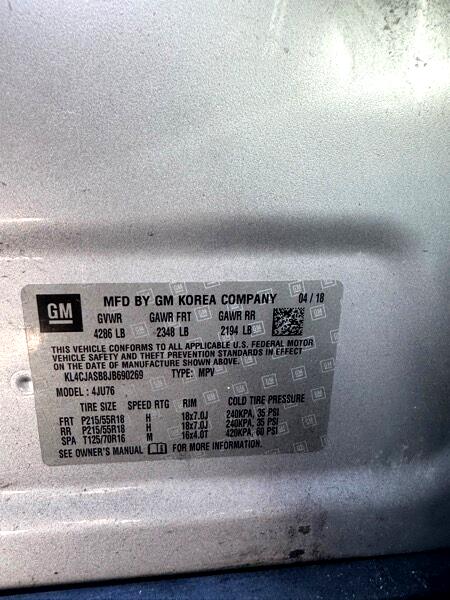 GM
MFD BY GM KOREA COMPANY 04 / 18
GVWR GAWR FRT GAWR RR
4286 LB 2348 LB 2194 LB
THIS VEHICLE CONFORMS TO ALL APPLICABLE U.S. FEDERAL MOTOR
VEHICLE SAFETY AND THEFT PREVENTION STANDARDS IN EFFECT
ON THE DATE OF MANUFACTURE SHOWN ABOVE.
KL4CJASB8JB690269 TYPE: MPV
MODEL : 4JU76
TIRE SIZE SPEED RTG RIM COLD TIRE PRESSURE
FRT P215/55R18 H 18x7.0J 240KPA, 35 PSI
RR P215/55R18 H 18x7.0J 240KPA, 35 PSI
SPA T125/70R16 M 16x4.0T 420KPA, 60 PSI
SEE OWNER'S MANUAL FOR MORE INFORMATION.